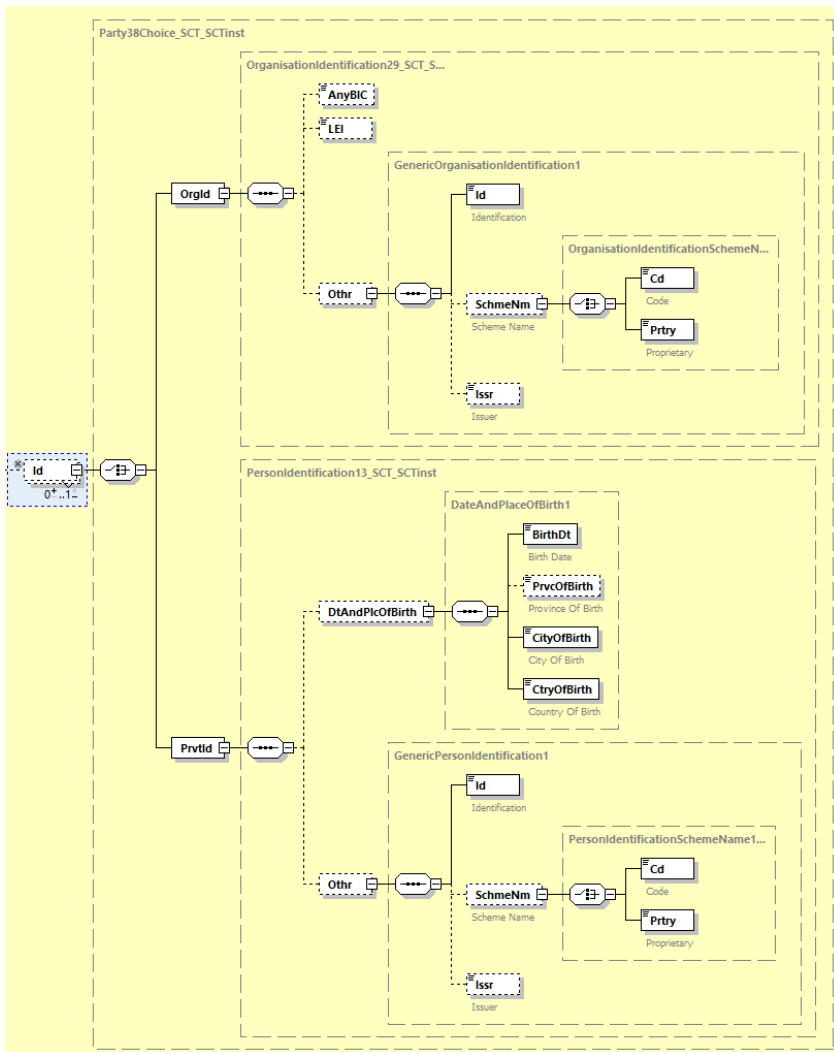 Party38Choice_SCT_SCTinst
OrganisationIdentification29_SCT_S...
AnyBIC
LEI
GenericOrganisationIdentification1
OrgId
Id
Identification
OrganisationIdentificationSchemeN...
Cd
Code
Othr
SchmeNm
Scheme Name
Prtry
Proprietary
Issr
Issuer
Id
0..1
PersonIdentification13_SCT_SCTinst
DateAndPlaceOfBirth1
BirthDt
Birth Date
PrvcOfBirth
Province Of Birth
DtAndPlcOfBirth
CityOfBirth
City Of Birth
CtryOfBirth
Country Of Birth
PrvtId
GenericPersonIdentification1
Id
Identification
PersonIdentificationSchemeName1...
Cd
Code
Othr
SchmeNm
Scheme Name
Prtry
Proprietary
Issr
Issuer